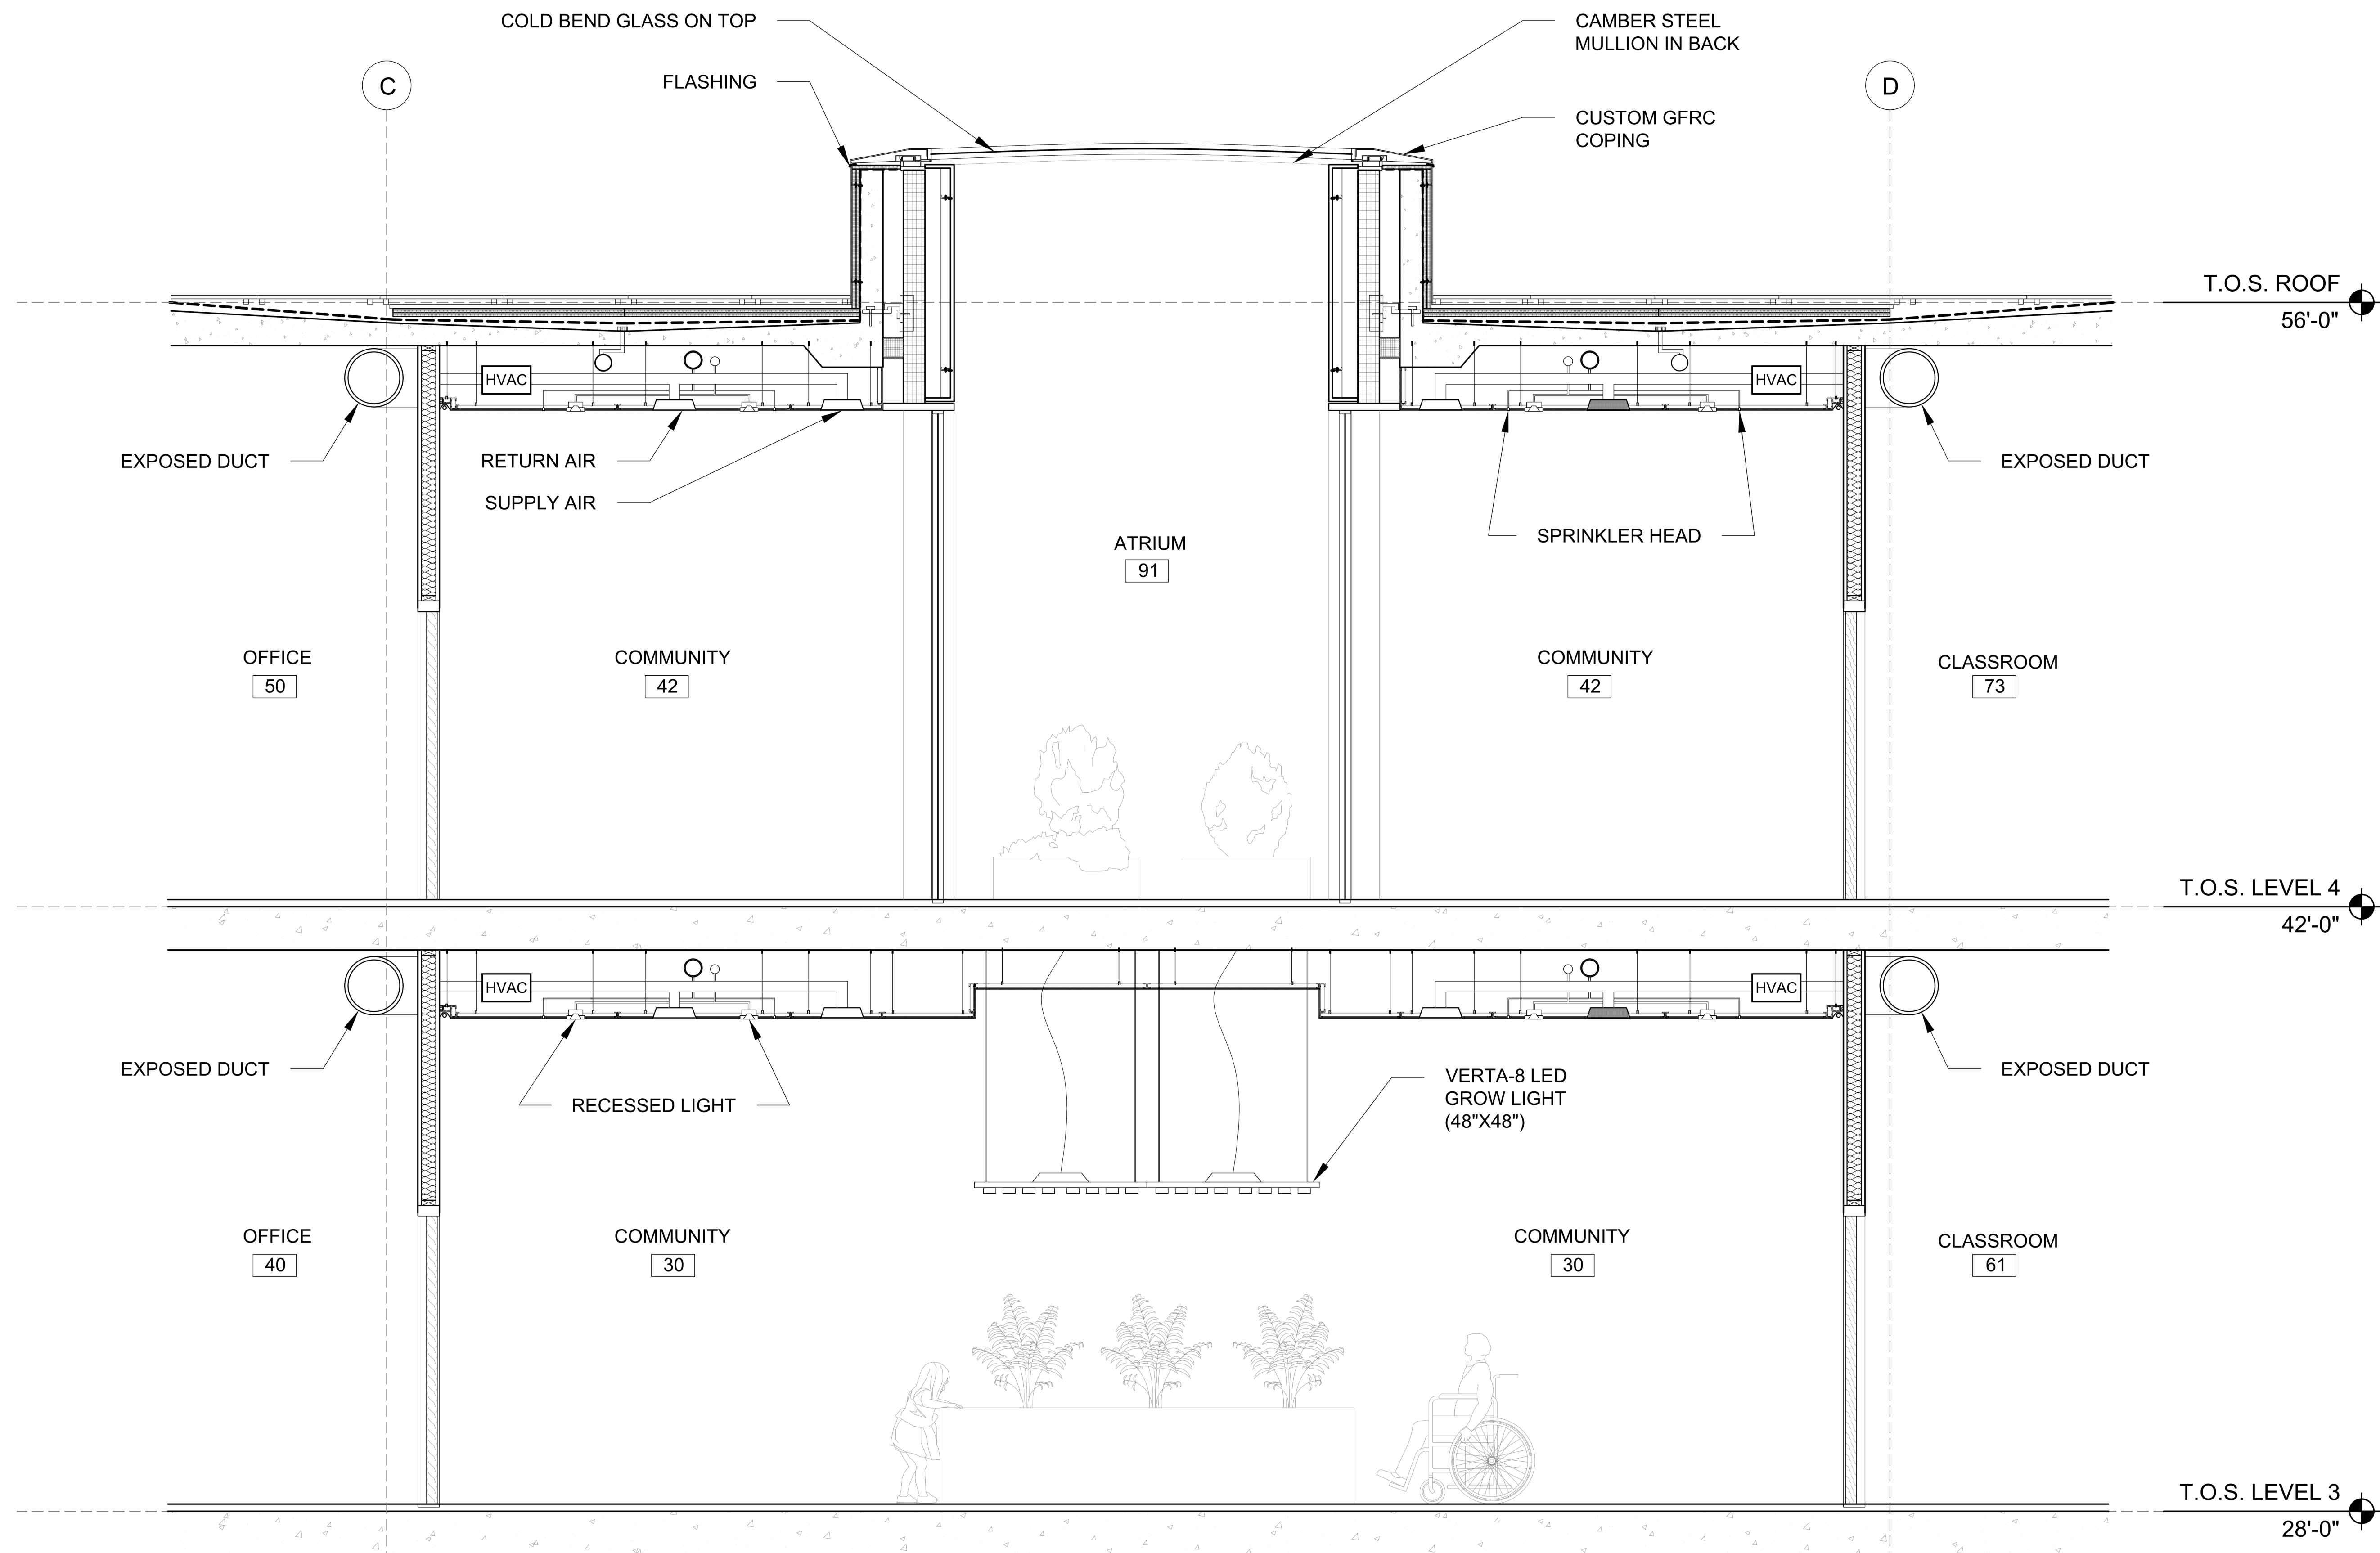 COLD BEND GLASS ON TOP
CAMBER STEEL
MULLION IN BACK
C
FLASHING
D
CUSTOM GFRC
COPING
T.O.S. ROOF
56'-0"
HVAC
HVAC
EXPOSED DUCT
RETURN AIR
EXPOSED DUCT
SUPPLY AIR
SPRINKLER HEAD
ATRIUM
91
OFFICE
50
COMMUNITY
42
COMMUNITY
42
CLASSROOM
73
T.O.S. LEVEL 4
42'-0"
HVAC
HVAC
EXPOSED DUCT
RECESSED LIGHT
VERTA-8 LED
GROW LIGHT
(48"X48")
EXPOSED DUCT
OFFICE
40
COMMUNITY
30
COMMUNITY
30
CLASSROOM
61
T.O.S. LEVEL 3
28'-0"